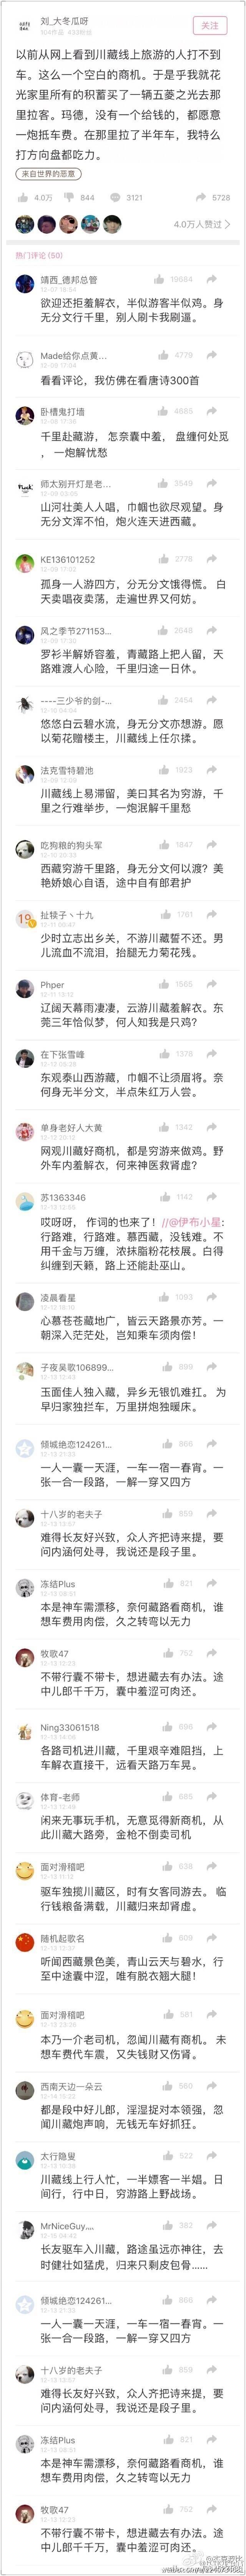 刘_大冬瓜呀
104作品 433粉丝
关注
以前从网上看到川藏线上旅游的人打不到
车。这么一个空白的商机。于是乎我就花
光家里所有的积蓄买了一辆五菱之光去那
里拉客。玛德，没有一个给钱的，都愿意
一炮抵车费。在那里拉了半年车，我特么
打方向盘都吃力。
来自世界的恶意
4.0万 844 3121 5728
4.0万人赞过
热门评论 (50)
靖西_德邦总管 19684
欲迎还拒羞解衣，半似游客半似鸡。身
无分文行千里，别人刷卡我刷逼。
Made给你点黄... 4779
看看评论，我仿佛在看唐诗300首
卧槽鬼打墙 4665
千里赴藏游，怎奈囊中羞，盘缠何处觅
，一炮解忧愁
师太别开灯是老... 3549
山河壮美人人唱，巾帼也欲尽观望。身
无分文浑不怕，炮火连天进西藏。
KE136101252 2778
孤身一人游四方，分无分文饿得慌。 白
天卖唱夜卖荡，走遍世界又何妨。
风之季节271153... 2648
罗衫半解娇容羞，青藏路上把人留，天
路难渡人心险，千里归途一日休。
----三少爷的剑-... 2454
悠悠白云碧水流，身无分文亦想游。愿
以菊花赠楼主，川藏线上任尔揉。
法克雪特碧池 1923
川藏线上易滞留，美曰其名为穷游，千
里之行难举步，一炮泯解千里愁
吃狗粮的狗头军 1847
西藏穷游千里路，身无分文何以渡？美
艳娇娘心自语，途中自有郎君护
扯犊子丶十九 1781
少时立志出乡关，不游川藏誓不还。男
儿流血不流泪，抬腿无力菊花残。
Phper 1565
辽阔天幕雨凄凄，云游川藏羞解衣。东
莞三年恰似梦，何人知我是只鸡？
在下张雪峰 1378
东观泰山西游藏，巾帼不让须眉将。奈
何身无半分文，半点朱红万人尝。
单身老好人大黄 1342
网观川藏好商机，都是穷游来做鸡。野
外车内羞解衣，何来神医救肾虚？
苏1363346 1142
哎呀呀， 作词的也来了！//@伊布小星:
行路难，行路难。慕西藏，没钱难。不
用千金与万缠，浓抹脂粉花枝展。白得
纠缠到天籁，路上还能赴巫山。
凌晨看星 1093
心慕苍苍藏地广，皆云天路景亦芳。一
朝深入茫茫处，岂知乘车须肉偿！
子夜吴歌106899... 899
玉面佳人独入藏，异乡无银饥难扛。 为
早归家独拦车，万里拼炮独暖床。
倾城绝恋124261... 866
一人一囊一天涯，一车一宿一春宵。一
张一合一段路，一解一穿又四方
十八岁的老夫子 859
难得长友好兴致，众人齐把诗来提，要
问内涵何处寻，我说还是段子里。
冻结Plus 821
本是神车需漂移，奈何藏路看商机，谁
想车费用肉偿，久之转弯以无力
牧歌47 752
不带行囊不带卡，想进藏去有办法。途
中儿郎千千万，囊中羞涩可肉还。
Ning33061518 698
各路司机进川藏，千里艰辛难阻挡，上
车解衣直接干，远看天路万车晃。
体育-老师 685
闲来无事玩手机，无意觅得新商机，从
此川藏大路旁，金枪不倒卖司机
面对滑稽吧 638
驱车独揽川藏区，时有女客同游去。 临
行钱粮备满载，川藏归来却肾虚。
随机起歌名 609
听闻西藏景色美，青山云天与碧水，行
至中途囊中涩，唯有脱衣翘大腿！
面对滑稽吧 581
本乃一介老司机，忽闻川藏有商机。 未
想车费代车震，又失钱财又伤肾。
西南天边一朵云 560
都是段中好儿郎，淫湿捉对本领强，忽
闻川藏炮声响，无钱无车好抓狂。
太行隐叟 522
川藏线上行人忙，一半嫖客一半娼。日
间行，行中日，穷游路上野战场。
MrNiceGuy,,,, 382
长友驱车入川藏，路途虽远亦神往，去
时健壮如猛虎，归来只剩皮包骨......
倾城绝恋124261... 866
一人一囊一天涯，一车一宿一春宵。一
张一合一段路，一解一穿又四方
十八岁的老夫子 859
难得长友好兴致，众人齐把诗来提，要
问内涵何处寻，我说还是段子里。
冻结Plus 821
本是神车需漂移，奈何藏路看商机，谁
想车费用肉偿，久之转弯以无力
牧歌47 752
不带行囊不带卡，想进藏去有办法。途
中儿郎千千万，囊中羞涩可肉还。